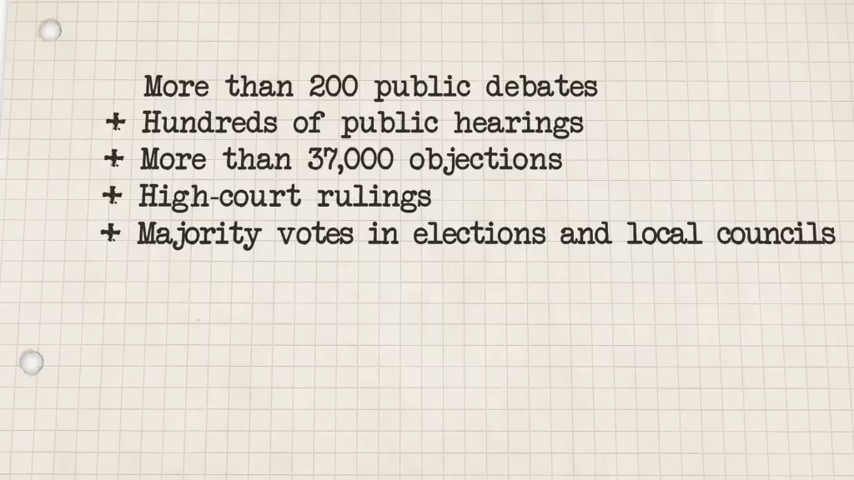 More than 200 public debates
+ Hundreds of public hearings
+ More than 37,000 objections
+ High-court rulings
+ Majority votes in elections and local councils